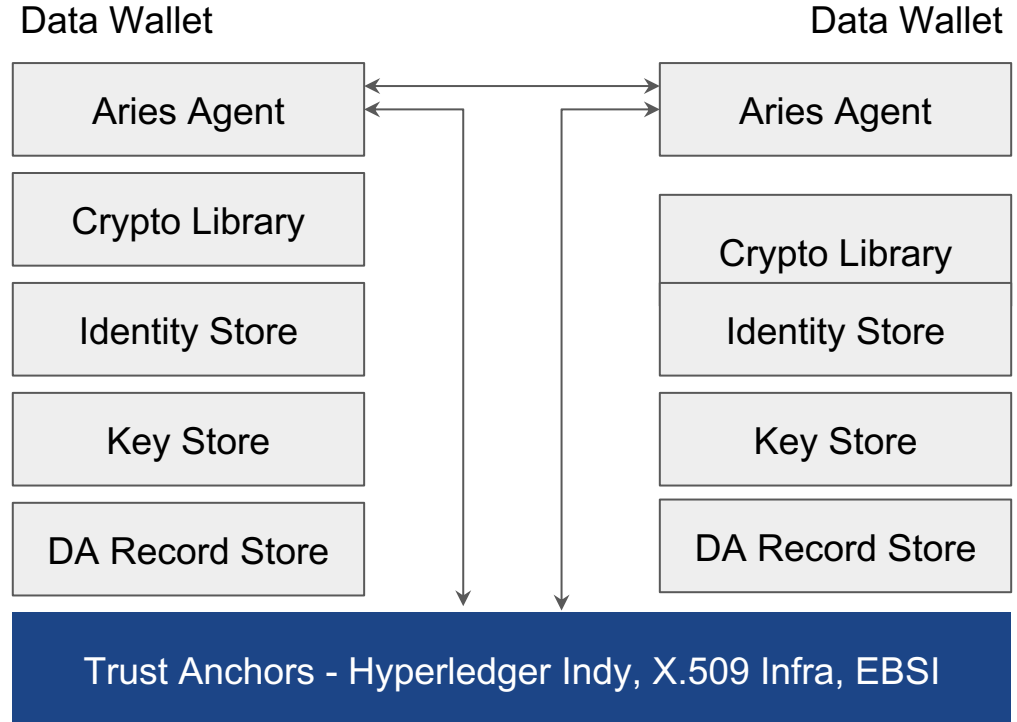 Data Wallet
Data Wallet
Aries Agent
Aries Agent
Crypto Library
Crypto Library
Identity Store
Identity Store
Key Store
Key Store
DA Record Store
DA Record Store
Trust Anchors - Hyperledger Indy, X.509 Infra, EBSI